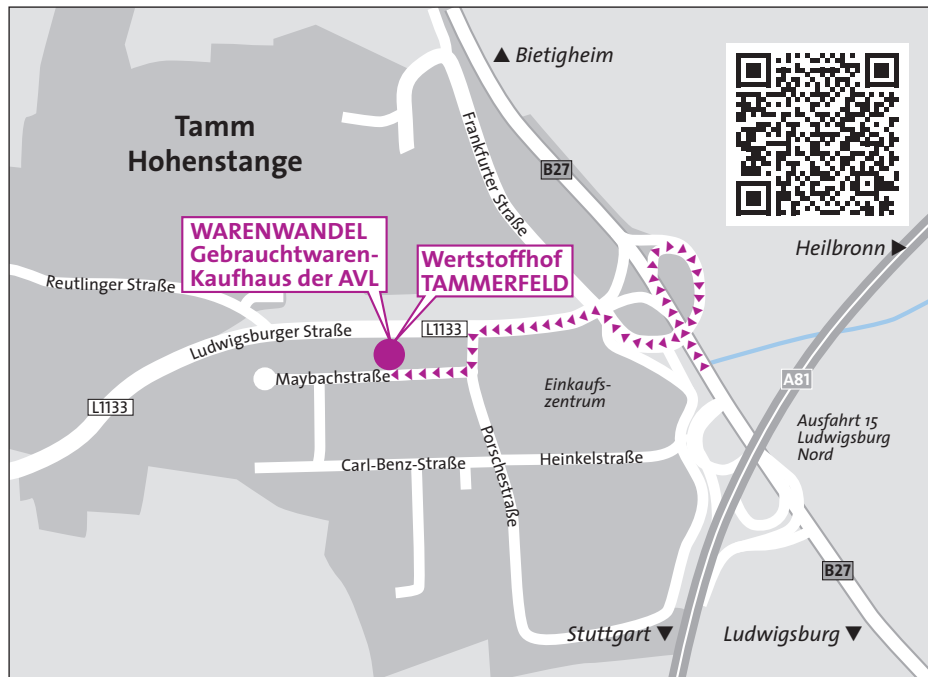 ▲ Bietigheim
Tamm
Hohenstange
Frankfurter Straße
B27
WARENWANDEL
Gebrauchtwaren-
Kaufhaus der AVL
Wertstoffhof
TAMMERFELD
Heilbronn ▶
Reutlinger Straße
Ludwigsburger Straße
L1133
Maybachstraße
Einkaufs-
zentrum
A81
L1133
Ausfahrt 15
Ludwigsburg
Nord
Porschestraße
Carl-Benz-Straße
Heinkelstraße
B27
Stuttgart ▼
Ludwigsburg ▼